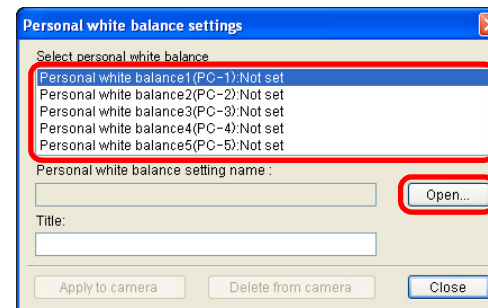 Personal white balance settings
Select personal white balance
Personal white balance1(PC-1):Not set
Personal white balance2(PC-2):Not set
Personal white balance3(PC-3):Not set
Personal white balance4(PC-4):Not set
Personal white balance5(PC-5):Not set
Personal white balance setting name :
Open...
Title:
Apply to camera Delete from camera Close